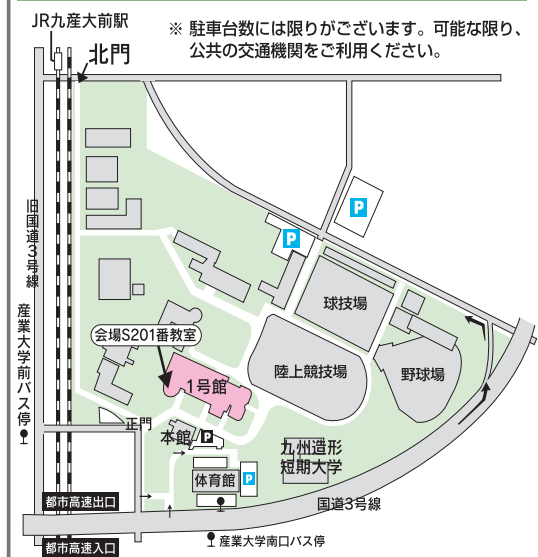 JR九産大前駅
※ 駐車台数には限りがございます。可能な限り、
公共の交通機関をご利用ください。
北門
旧国道3号線
P
P
球技場
産業大学前バス停
会場S201番教室
陸上競技場
野球場
1号館
正門
本館
P
九州造形
短期大学
体育館
P
都市高速出口
国道3号線
都市高速入口
産業大学南口バス停